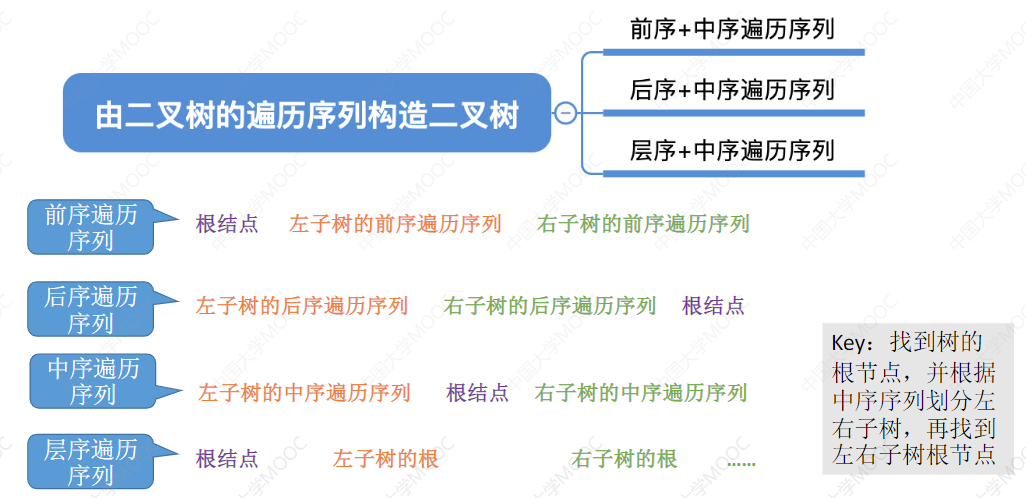 前序+中序遍历序列
由二叉树的遍历序列构造二叉树
后序+中序遍历序列
层序+中序遍历序列
前序遍历
序列
根结点 左子树的前序遍历序列 右子树的前序遍历序列
后序遍历
序列
左子树的后序遍历序列 右子树的后序遍历序列 根结点
中序遍历
序列
左子树的中序遍历序列 根结点 右子树的中序遍历序列
层序遍历
序列
根结点 左子树的根 右子树的根 ……
Key：找到树的
根节点，并根据
中序序列划分左
右子树，再找到
左右子树根节点
中国大学MOOC